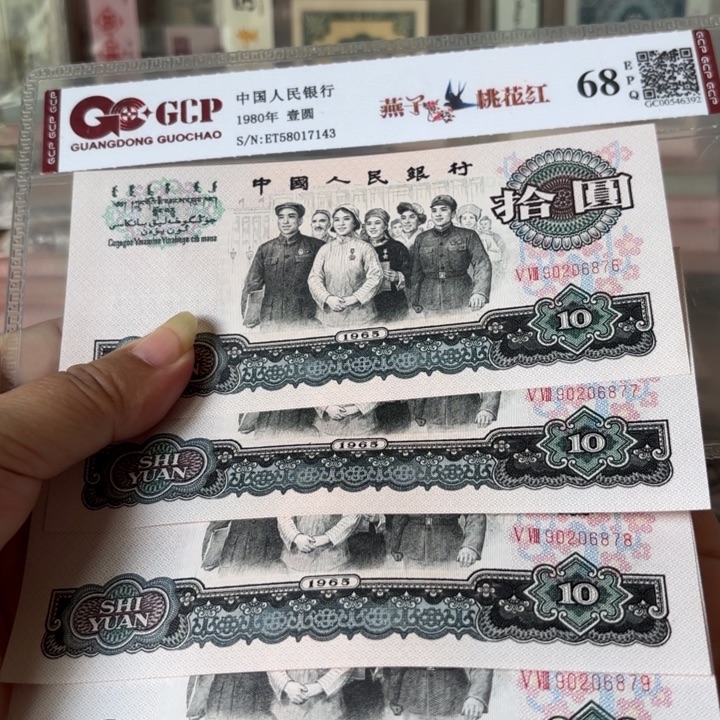 GCP
GUANGDONG GUOCHAO
中国人民银行
1980年 壹圆
S/N:ET58017143
燕子
桃花红
68
EPQ
GC00546392
中國人民銀行
拾圓
V VIII 90206876
1965
10
V VIII 90206877
1965
10
SHI
YUAN
V VIII 90206878
1965
10
SHI
YUAN
V VIII 90206879